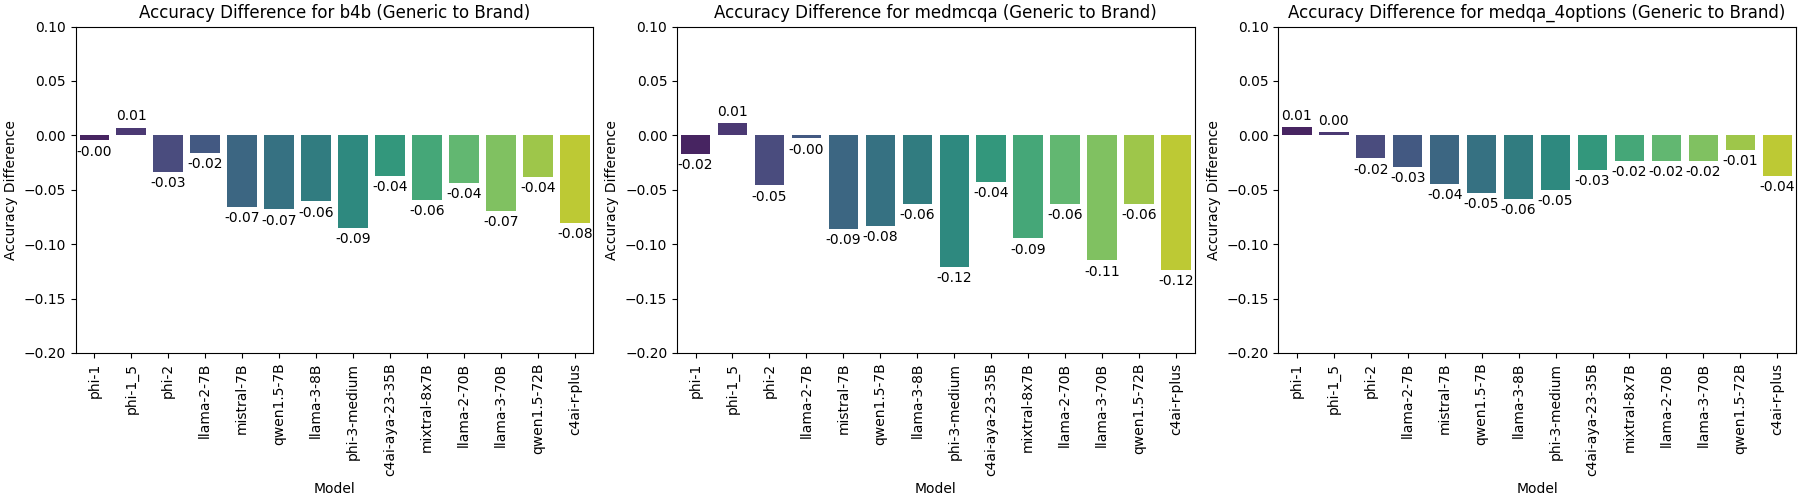 Accuracy Difference for b4b (Generic to Brand)
Accuracy Difference
0.10
0.05
0.00
−0.05
−0.10
−0.15
−0.20
-0.00
0.01
-0.03
-0.02
-0.07
-0.07
-0.06
-0.09
-0.04
-0.06
-0.04
-0.07
-0.04
-0.08
phi-1
phi-1_5
phi-2
llama-2-7B
mistral-7B
qwen1.5-7B
llama-3-8B
phi-3-medium
c4ai-aya-23-35B
mixtral-8x7B
llama-2-70B
llama-3-70B
qwen1.5-72B
c4ai-r-plus
Model
Accuracy Difference for medmcqa (Generic to Brand)
Accuracy Difference
0.10
0.05
0.00
−0.05
−0.10
−0.15
−0.20
-0.02
0.01
-0.05
-0.00
-0.09
-0.08
-0.06
-0.12
-0.04
-0.09
-0.06
-0.11
-0.06
-0.12
phi-1
phi-1_5
phi-2
llama-2-7B
mistral-7B
qwen1.5-7B
llama-3-8B
phi-3-medium
c4ai-aya-23-35B
mixtral-8x7B
llama-2-70B
llama-3-70B
qwen1.5-72B
c4ai-r-plus
Model
Accuracy Difference for medqa_4options (Generic to Brand)
Accuracy Difference
0.10
0.05
0.00
−0.05
−0.10
−0.15
−0.20
0.01
0.00
-0.02
-0.03
-0.04
-0.05
-0.06
-0.05
-0.03
-0.02
-0.02
-0.02
-0.01
-0.04
phi-1
phi-1_5
phi-2
llama-2-7B
mistral-7B
qwen1.5-7B
llama-3-8B
phi-3-medium
c4ai-aya-23-35B
mixtral-8x7B
llama-2-70B
llama-3-70B
qwen1.5-72B
c4ai-r-plus
Model